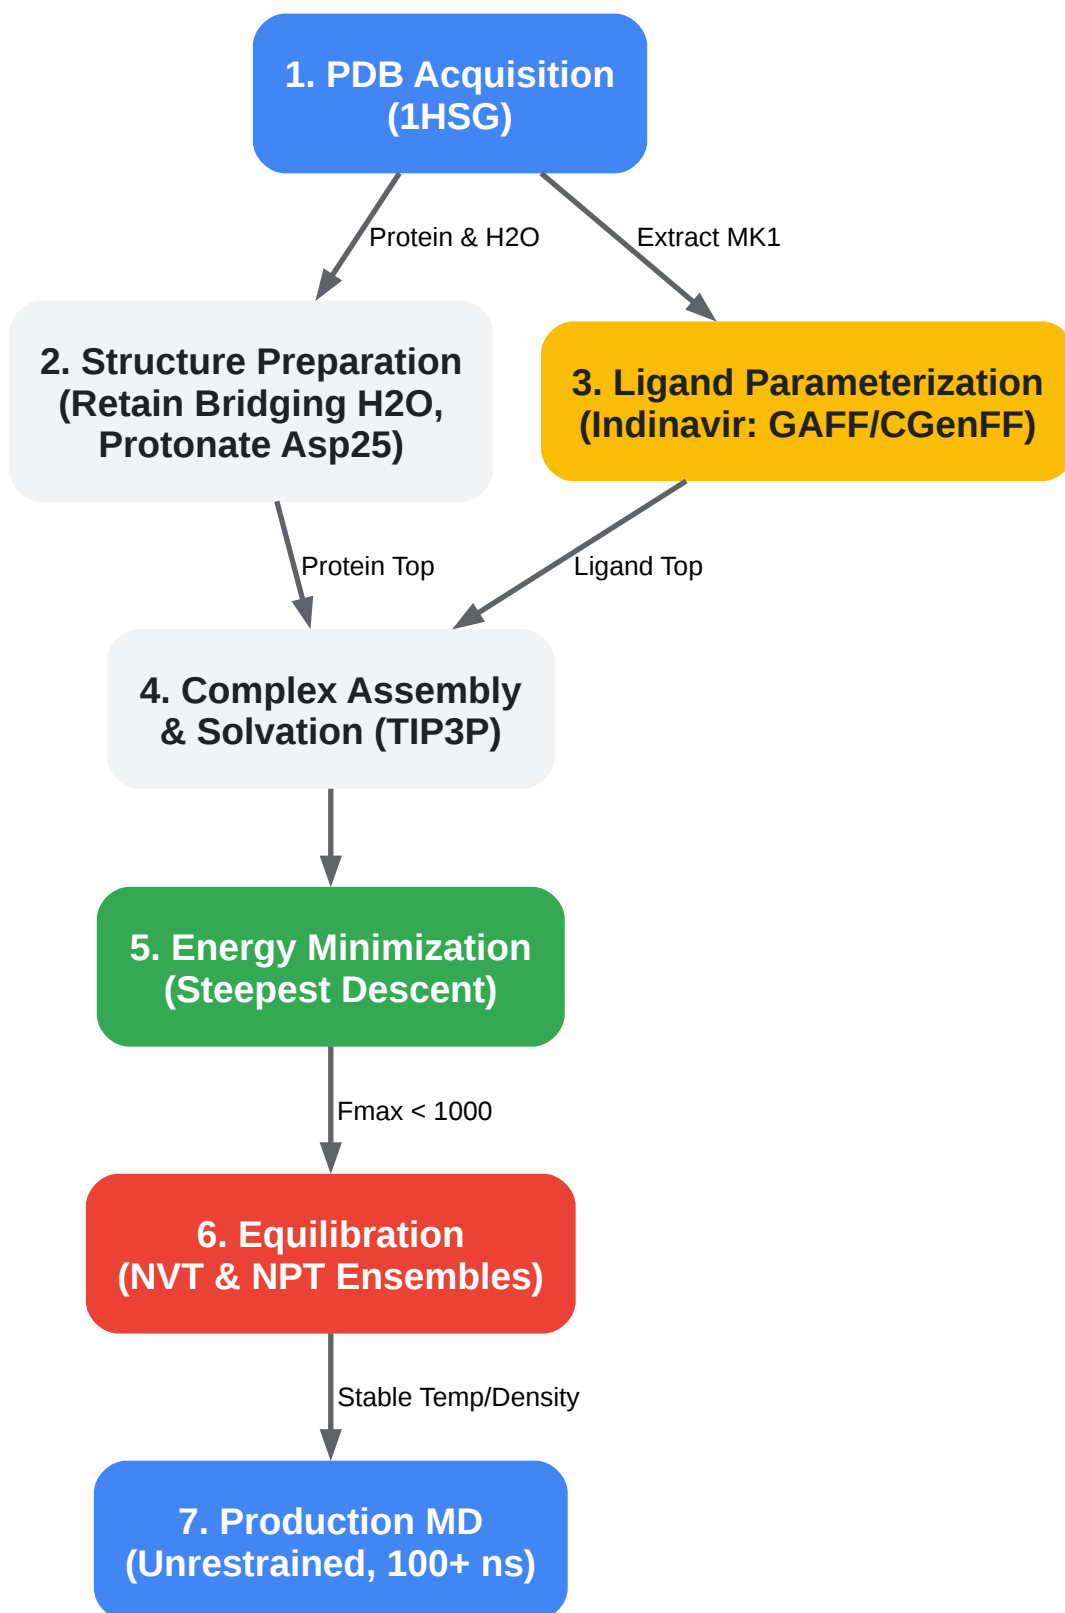 1. PDB Acquisition
(1HSG)
Protein & H2O
Extract MK1
2. Structure Preparation
(Retain Bridging H2O,
Protonate Asp25)
3. Ligand Parameterization
(Indinavir: GAFF/CGenFF)
Protein Top
Ligand Top
4. Complex Assembly
& Solvation (TIP3P)
5. Energy Minimization
(Steepest Descent)
Fmax < 1000
6. Equilibration
(NVT & NPT Ensembles)
Stable Temp/Density
7. Production MD
(Unrestrained, 100+ ns)